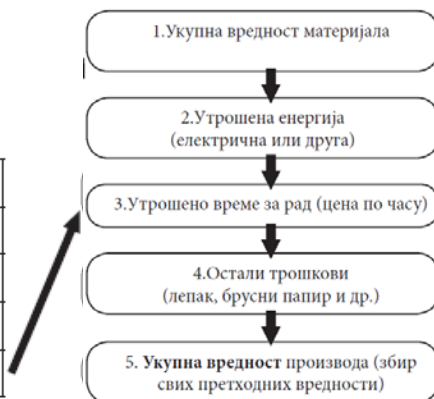 1.Укупна вредност материјала
2.Утрошена енергија
(електрична или друга)
3.Утрошено време за рад (цена по часу)
4.Остали трошкови
(лепак, брусни папир и др.)
5. Укупна вредност производа (збир
свих претходних вредности)